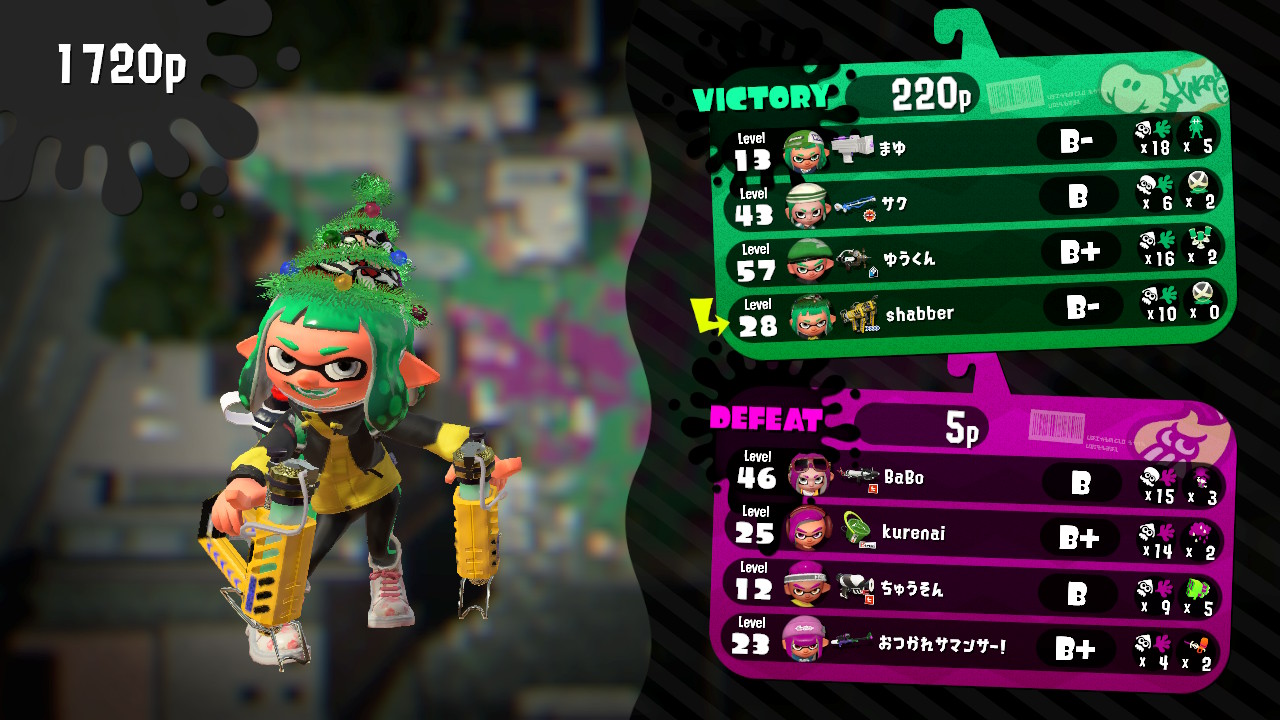 1720p
VICTORY 220p
Level 13 まゆ B- x18 x5
Level 43 サク B x6 x2
Level 57 ゆうくん B+ x16 x2
Level 28 shabber B- x10 x0
DEFEAT 5p
Level 46 BaBo B x15 x3
Level 25 kurenai B+ x14 x2
Level 12 ちゅうそん B x9 x5
Level 23 おつかれサマンサー! B+ x4 x2